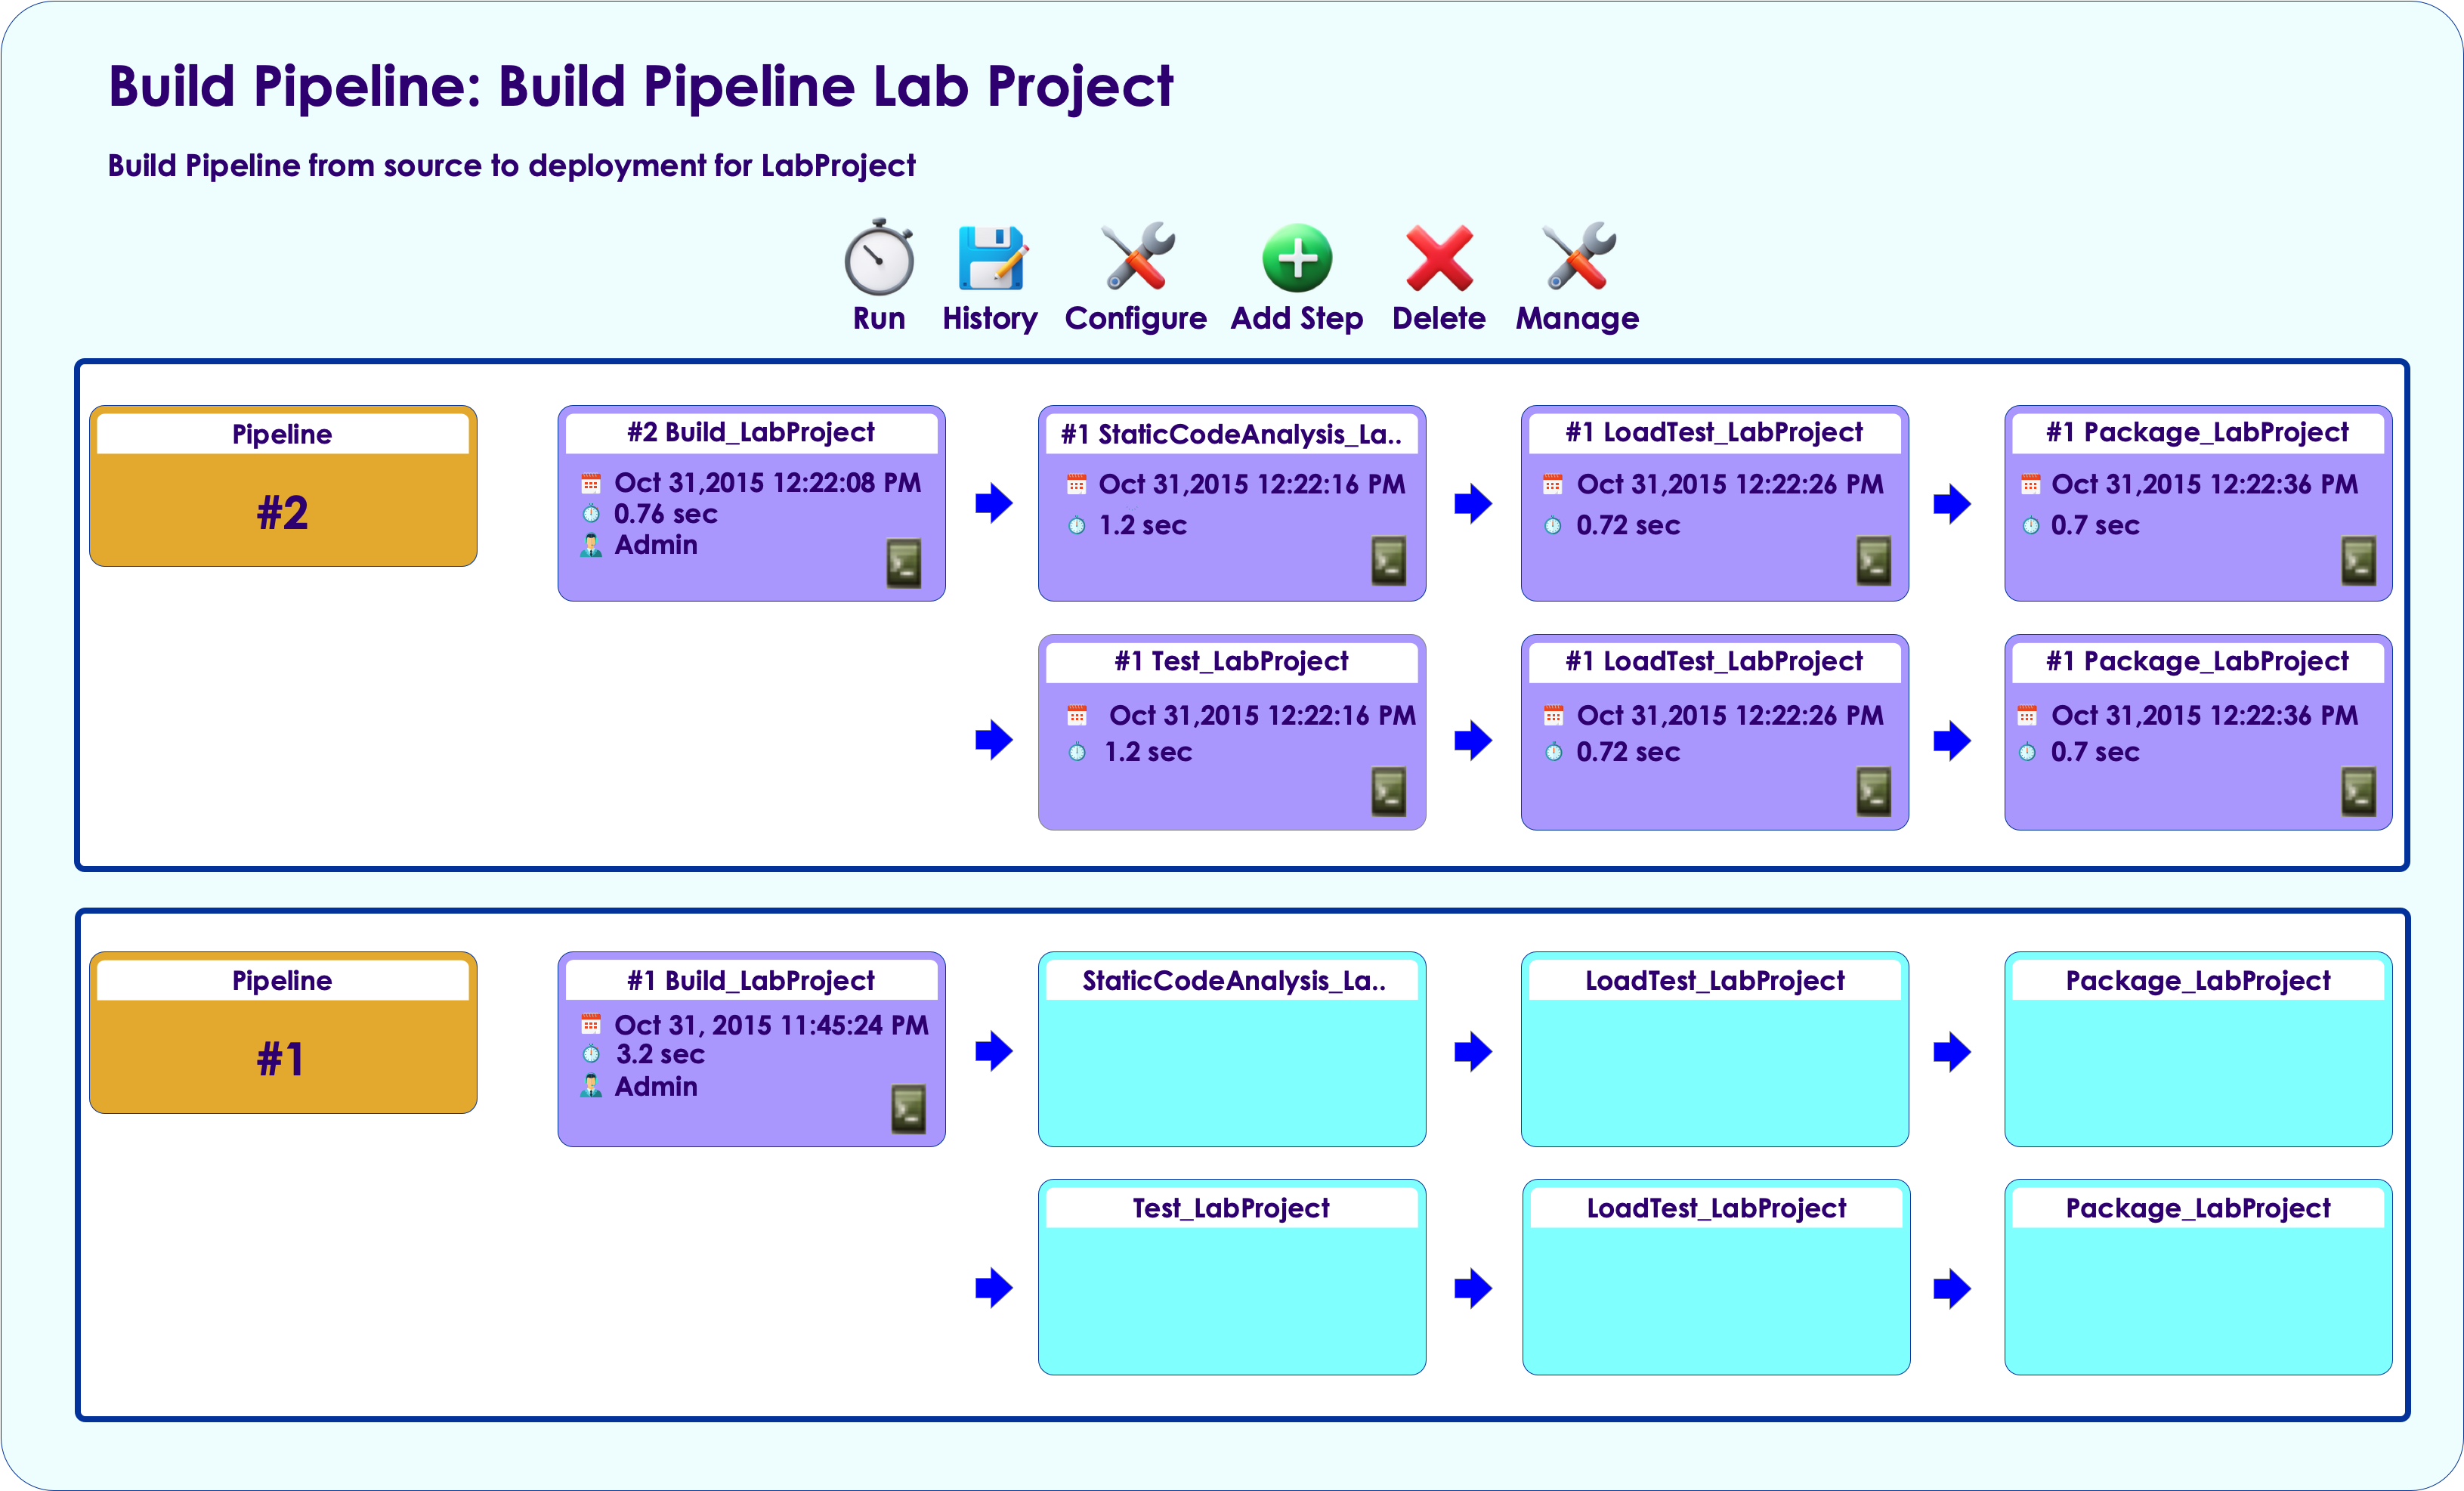 Build Pipeline: Build Pipeline Lab Project
Build Pipeline from source to deployment for LabProject
Run
History
Configure
Add Step
Delete
Manage
Pipeline
#2
#2 Build_LabProject
Oct 31,2015 12:22:08 PM
0.76 sec
Admin
#1 StaticCodeAnalysis_La..
Oct 31,2015 12:22:16 PM
1.2 sec
#1 LoadTest_LabProject
Oct 31,2015 12:22:26 PM
0.72 sec
#1 Package_LabProject
Oct 31,2015 12:22:36 PM
0.7 sec
#1 Test_LabProject
Oct 31,2015 12:22:16 PM
1.2 sec
#1 LoadTest_LabProject
Oct 31,2015 12:22:26 PM
0.72 sec
#1 Package_LabProject
Oct 31,2015 12:22:36 PM
0.7 sec
Pipeline
#1
#1 Build_LabProject
Oct 31, 2015 11:45:24 PM
3.2 sec
Admin
StaticCodeAnalysis_La..
LoadTest_LabProject
Package_LabProject
Test_LabProject
LoadTest_LabProject
Package_LabProject